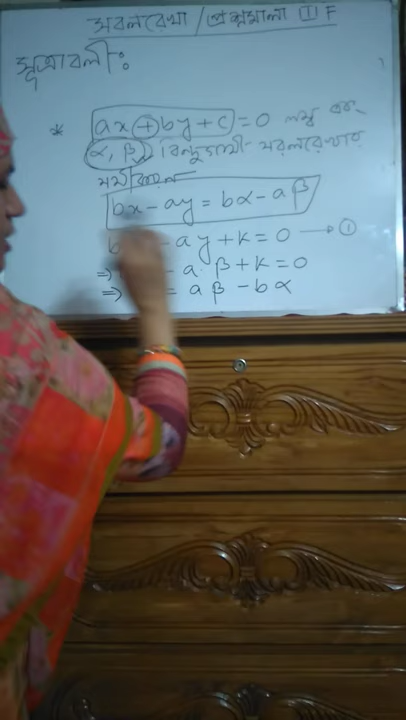 সরলরেখা / প্রশ্নমালা III F
সূত্রাবলী :
* ax + by + c = 0 লম্ব এবং
(α, β) বিন্দুগামী সরলরেখার
সমীকরণ
bx - ay = bα - aβ
b - ay + k = 0 → ①
⇒ - a. β + k = 0
⇒ = aβ - bα